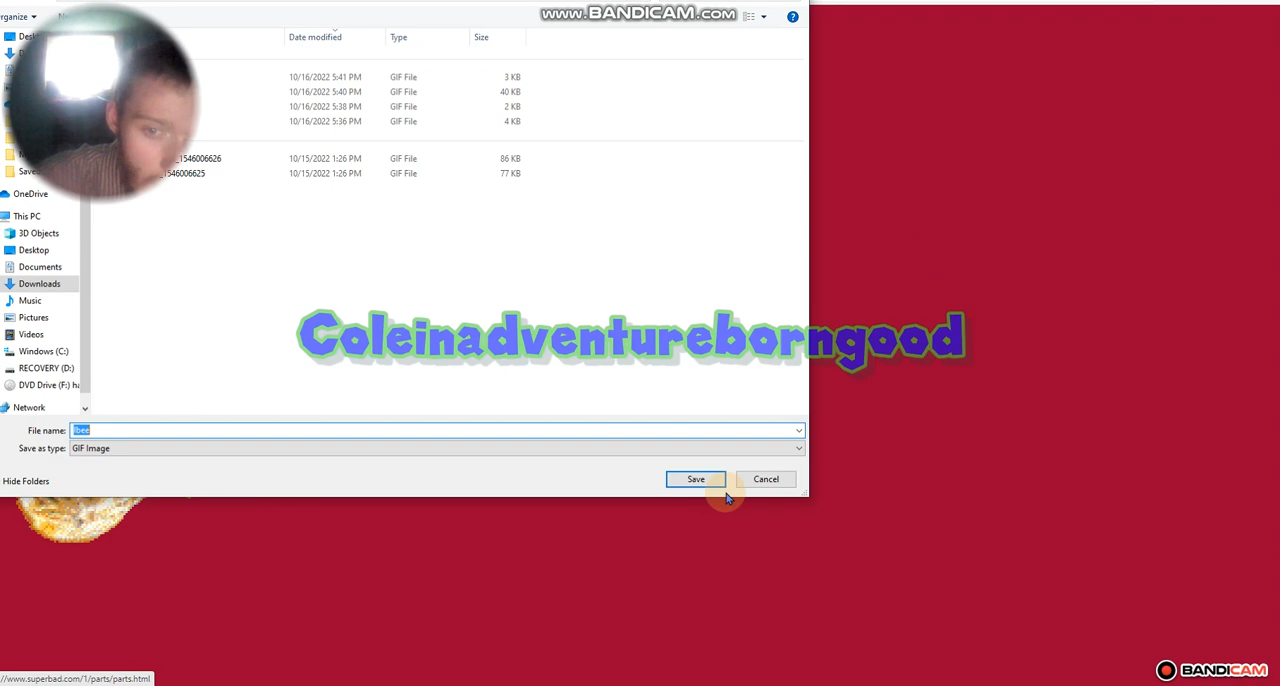 www.BANDICAM.com
rganize
Date modified Type Size
10/16/2022 5:41 PM GIF File 3 KB
10/16/2022 5:40 PM GIF File 40 KB
10/16/2022 5:38 PM GIF File 2 KB
10/16/2022 5:36 PM GIF File 4 KB
_1546006626 10/15/2022 1:26 PM GIF File 86 KB
_1546006625 10/15/2022 1:26 PM GIF File 77 KB
Desk
Save
OneDrive
This PC
3D Objects
Desktop
Documents
Downloads
Music
Pictures
Videos
Windows (C:)
RECOVERY (D:)
DVD Drive (F:) ha
Network
Coleinadventureborngood
File name: lbee
Save as type: GIF Image
Hide Folders
Save Cancel
//www.superbad.com/1/parts/parts.html
BANDICAM